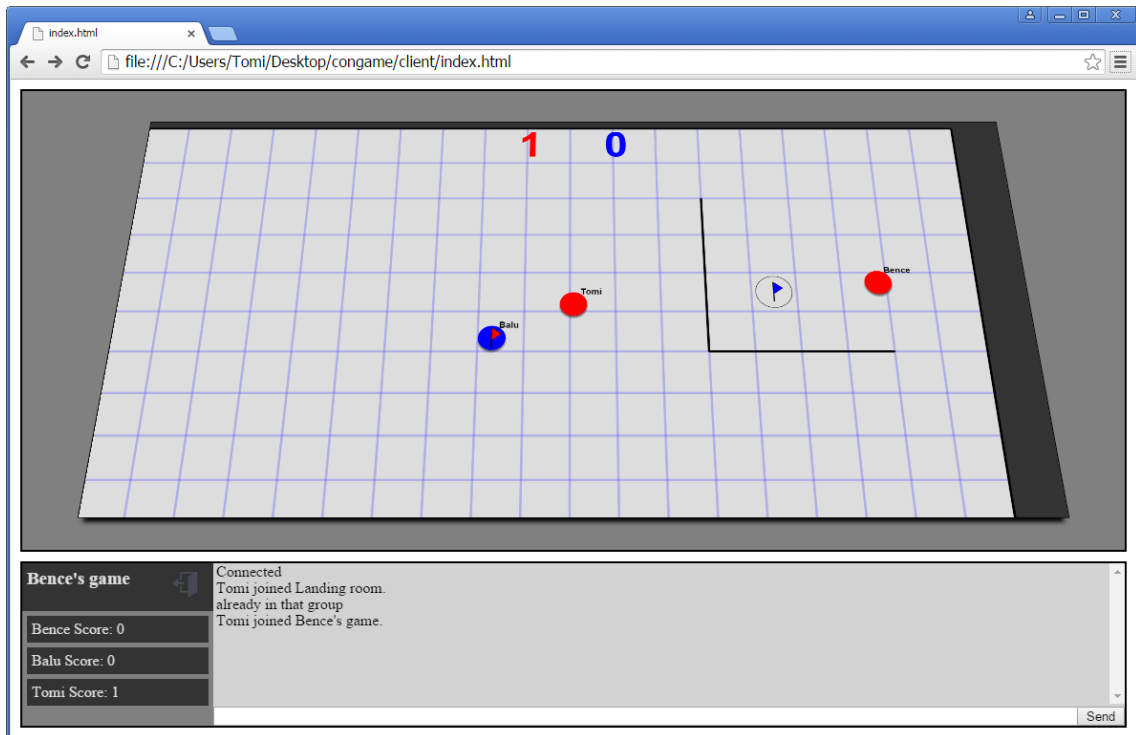 index.html
file:///C:/Users/Tomi/Desktop/congame/client/index.html
1 0
Bence
Tomi
Balu
Bence's game
Connected
Tomi joined Landing room.
already in that group
Tomi joined Bence's game.
Bence Score: 0
Balu Score: 0
Tomi Score: 1
Send